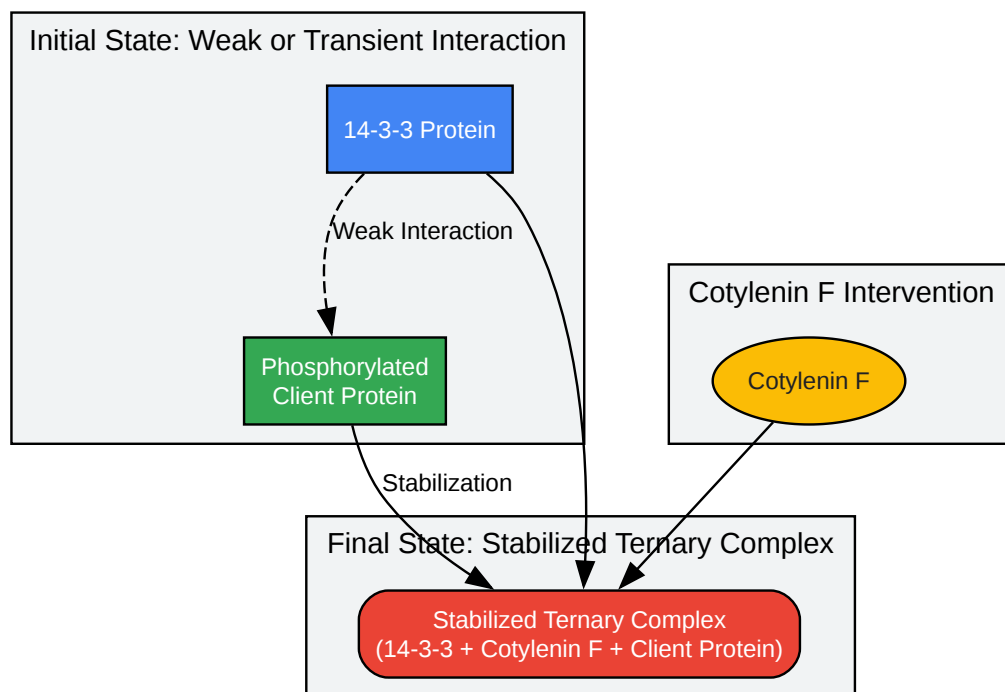 Initial State: Weak or Transient Interaction
14-3-3 Protein
Weak Interaction
Cotylenin F Intervention
Phosphorylated
Client Protein
Cotylenin F
Stabilization
Final State: Stabilized Ternary Complex
Stabilized Ternary Complex
(14-3-3 + Cotylenin F + Client Protein)